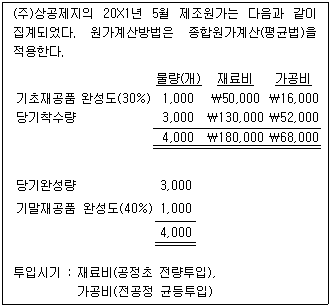 (주)상공제지의 20X1년 5월 제조원가는 다음과 같이
집계되었다. 원가계산방법은 종합원가계산(평균법)을
적용한다.
물량(개) 재료비 가공비
기초재공품 완성도(30%) 1,000 ₩50,000 ₩16,000
당기착수량 3,000 ₩130,000 ₩52,000
4,000 ₩180,000 ₩68,000
당기완성량 3,000
기말재공품 완성도(40%) 1,000
4,000
투입시기 : 재료비(공정초 전량투입),
가공비(전공정 균등투입)